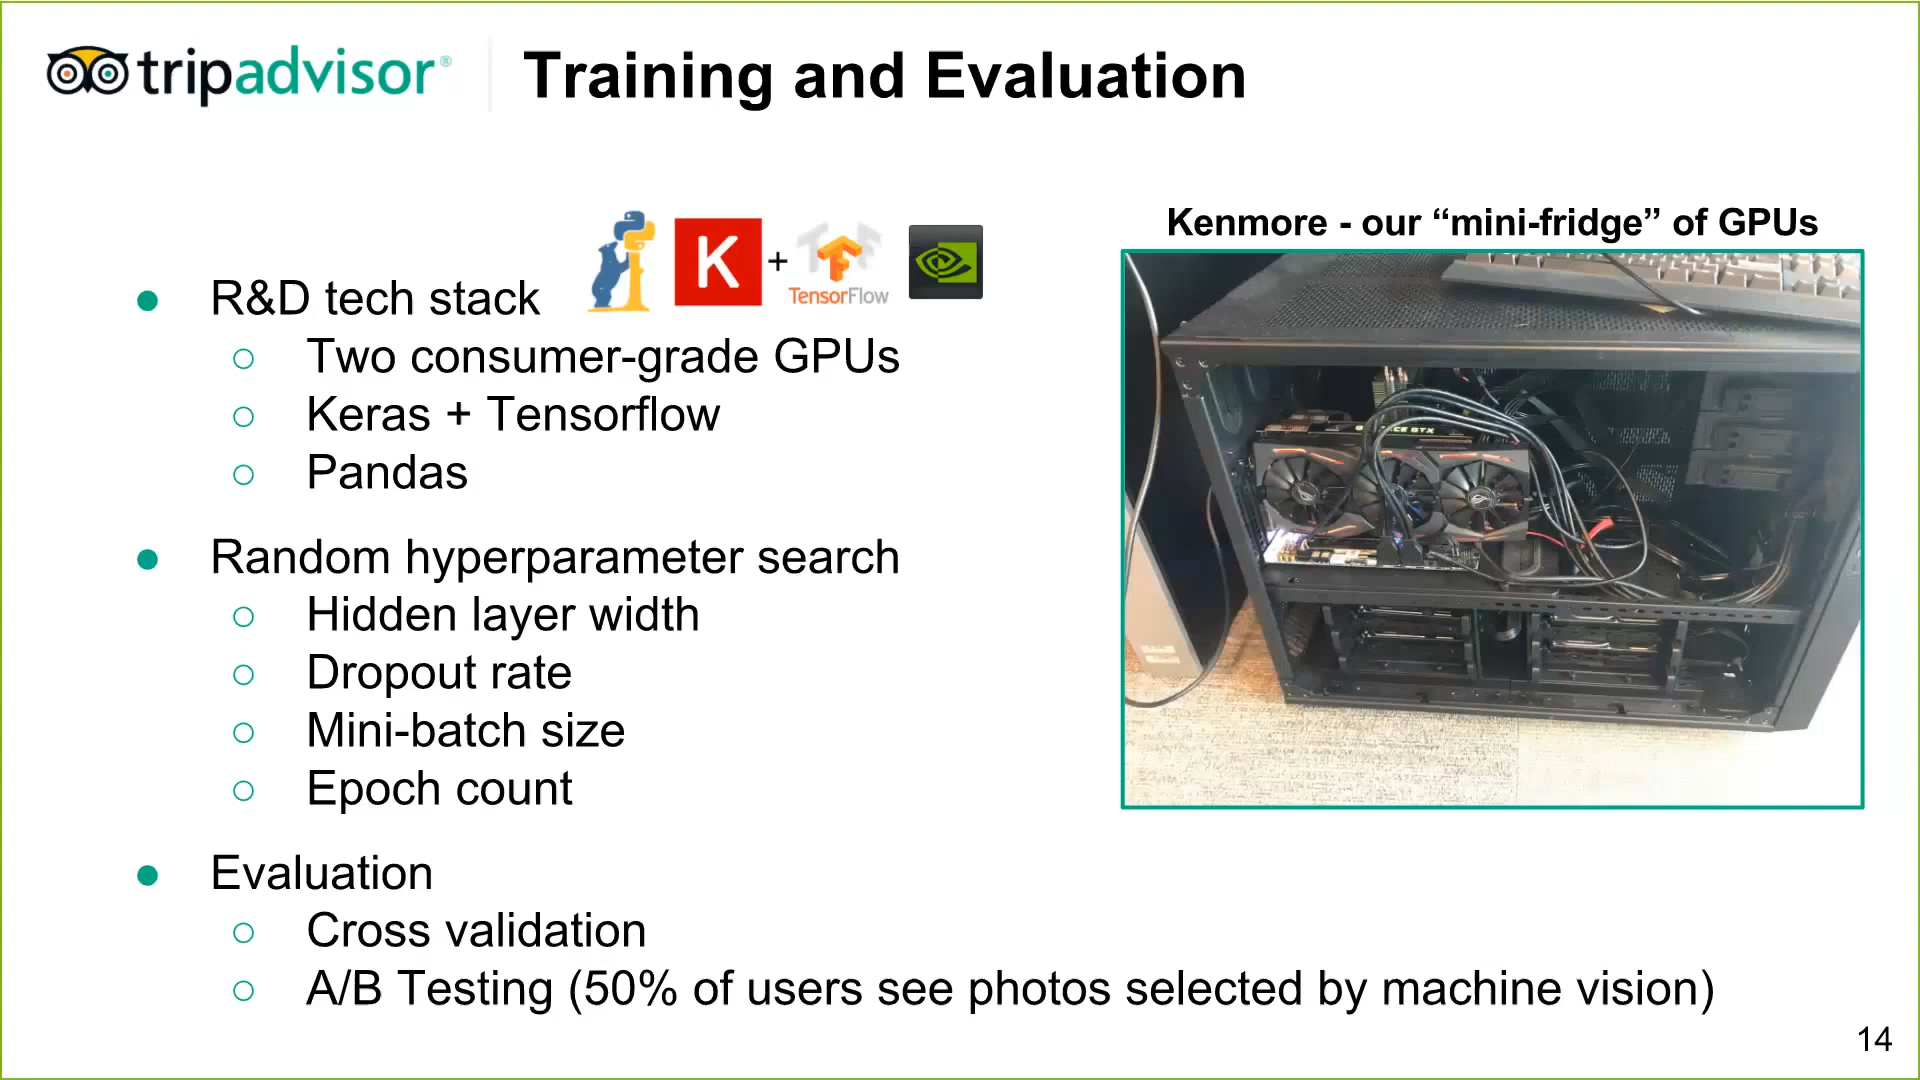 tripadvisor®
Training and Evaluation
Kenmore - our “mini-fridge” of GPUs
K
+
TensorFlow
● R&D tech stack
○ Two consumer-grade GPUs
○ Keras + Tensorflow
○ Pandas
GEFORCE GTX
● Random hyperparameter search
○ Hidden layer width
○ Dropout rate
○ Mini-batch size
○ Epoch count
● Evaluation
○ Cross validation
○ A/B Testing (50% of users see photos selected by machine vision)
14